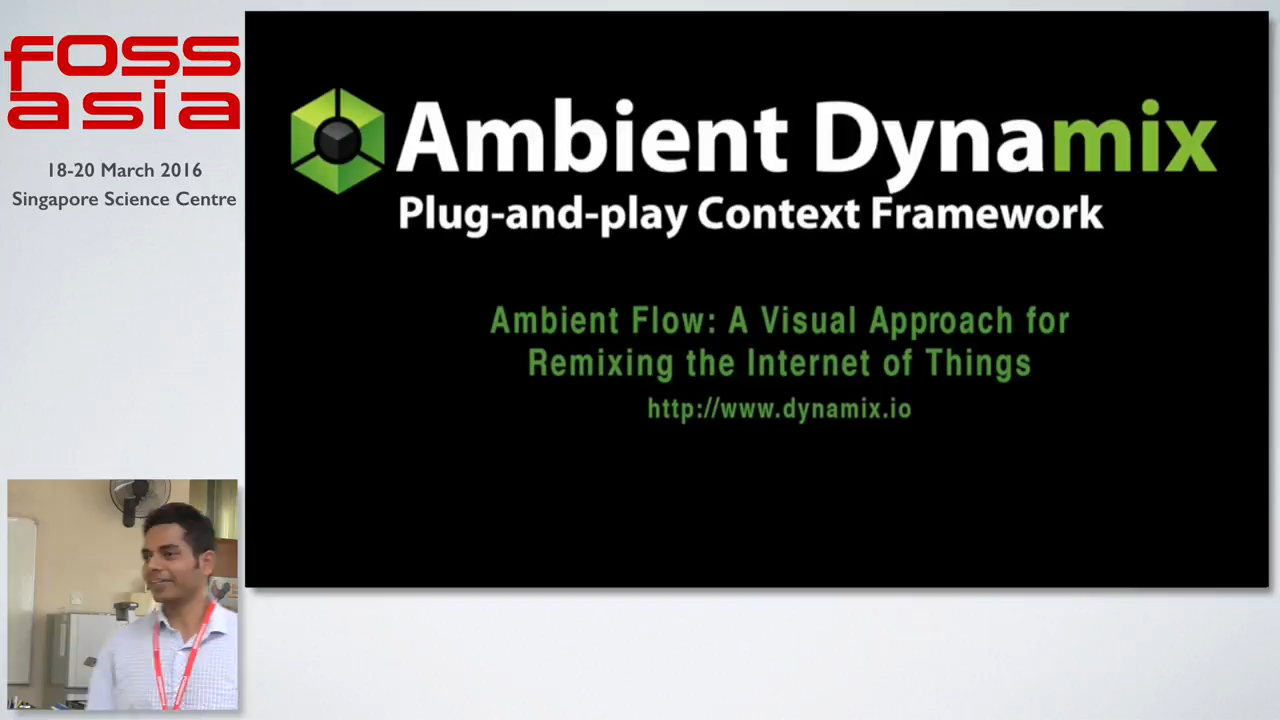 foss
asia
18-20 March 2016
Singapore Science Centre
Ambient Dynamix
Plug-and-play Context Framework
Ambient Flow: A Visual Approach for
Remixing the Internet of Things
http://www.dynamix.io